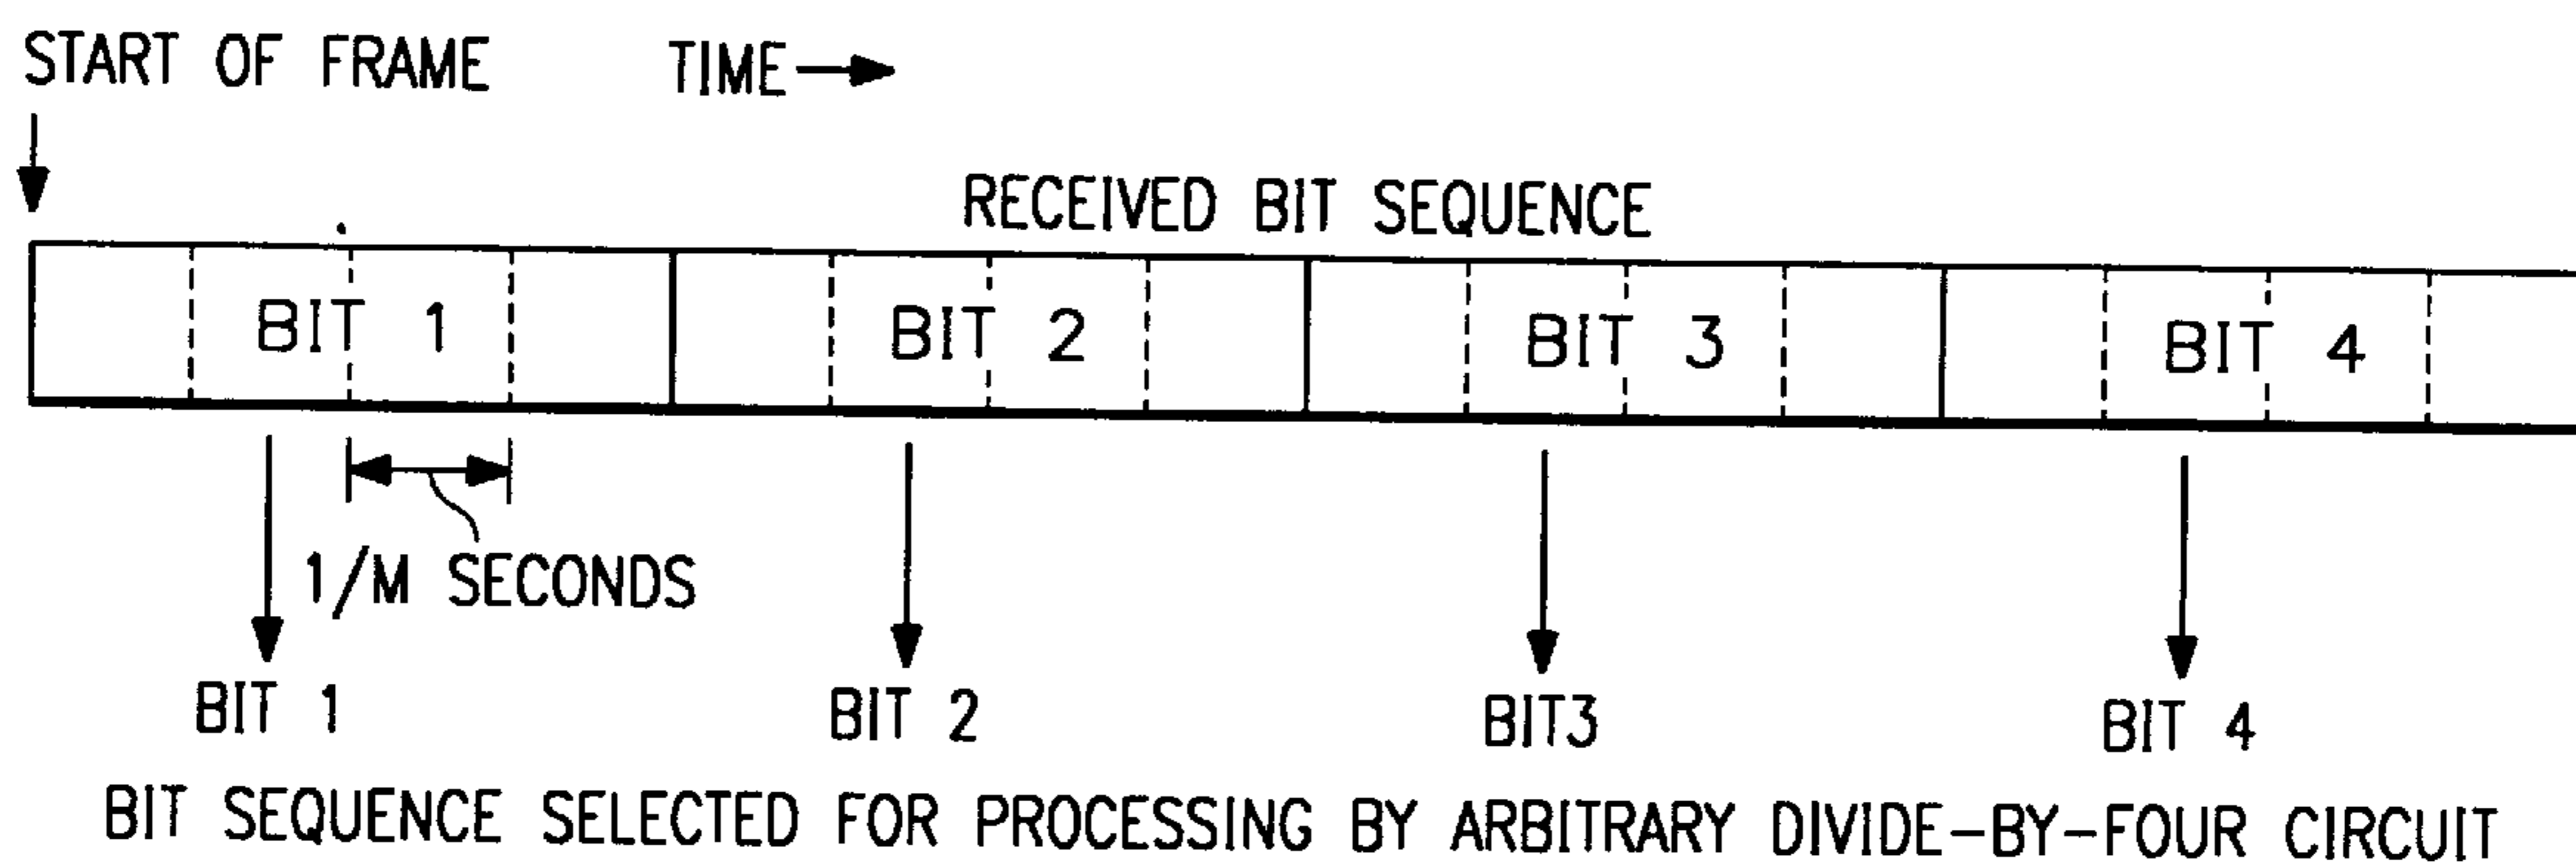 START OF FRAME
TIME
RECEIVED BIT SEQUENCE
BIT 1
BIT 2
BIT 3
BIT 4
1/M SECONDS
BIT 1
BIT 2
BIT3
BIT 4
BIT SEQUENCE SELECTED FOR PROCESSING BY ARBITRARY DIVIDE-BY-FOUR CIRCUIT